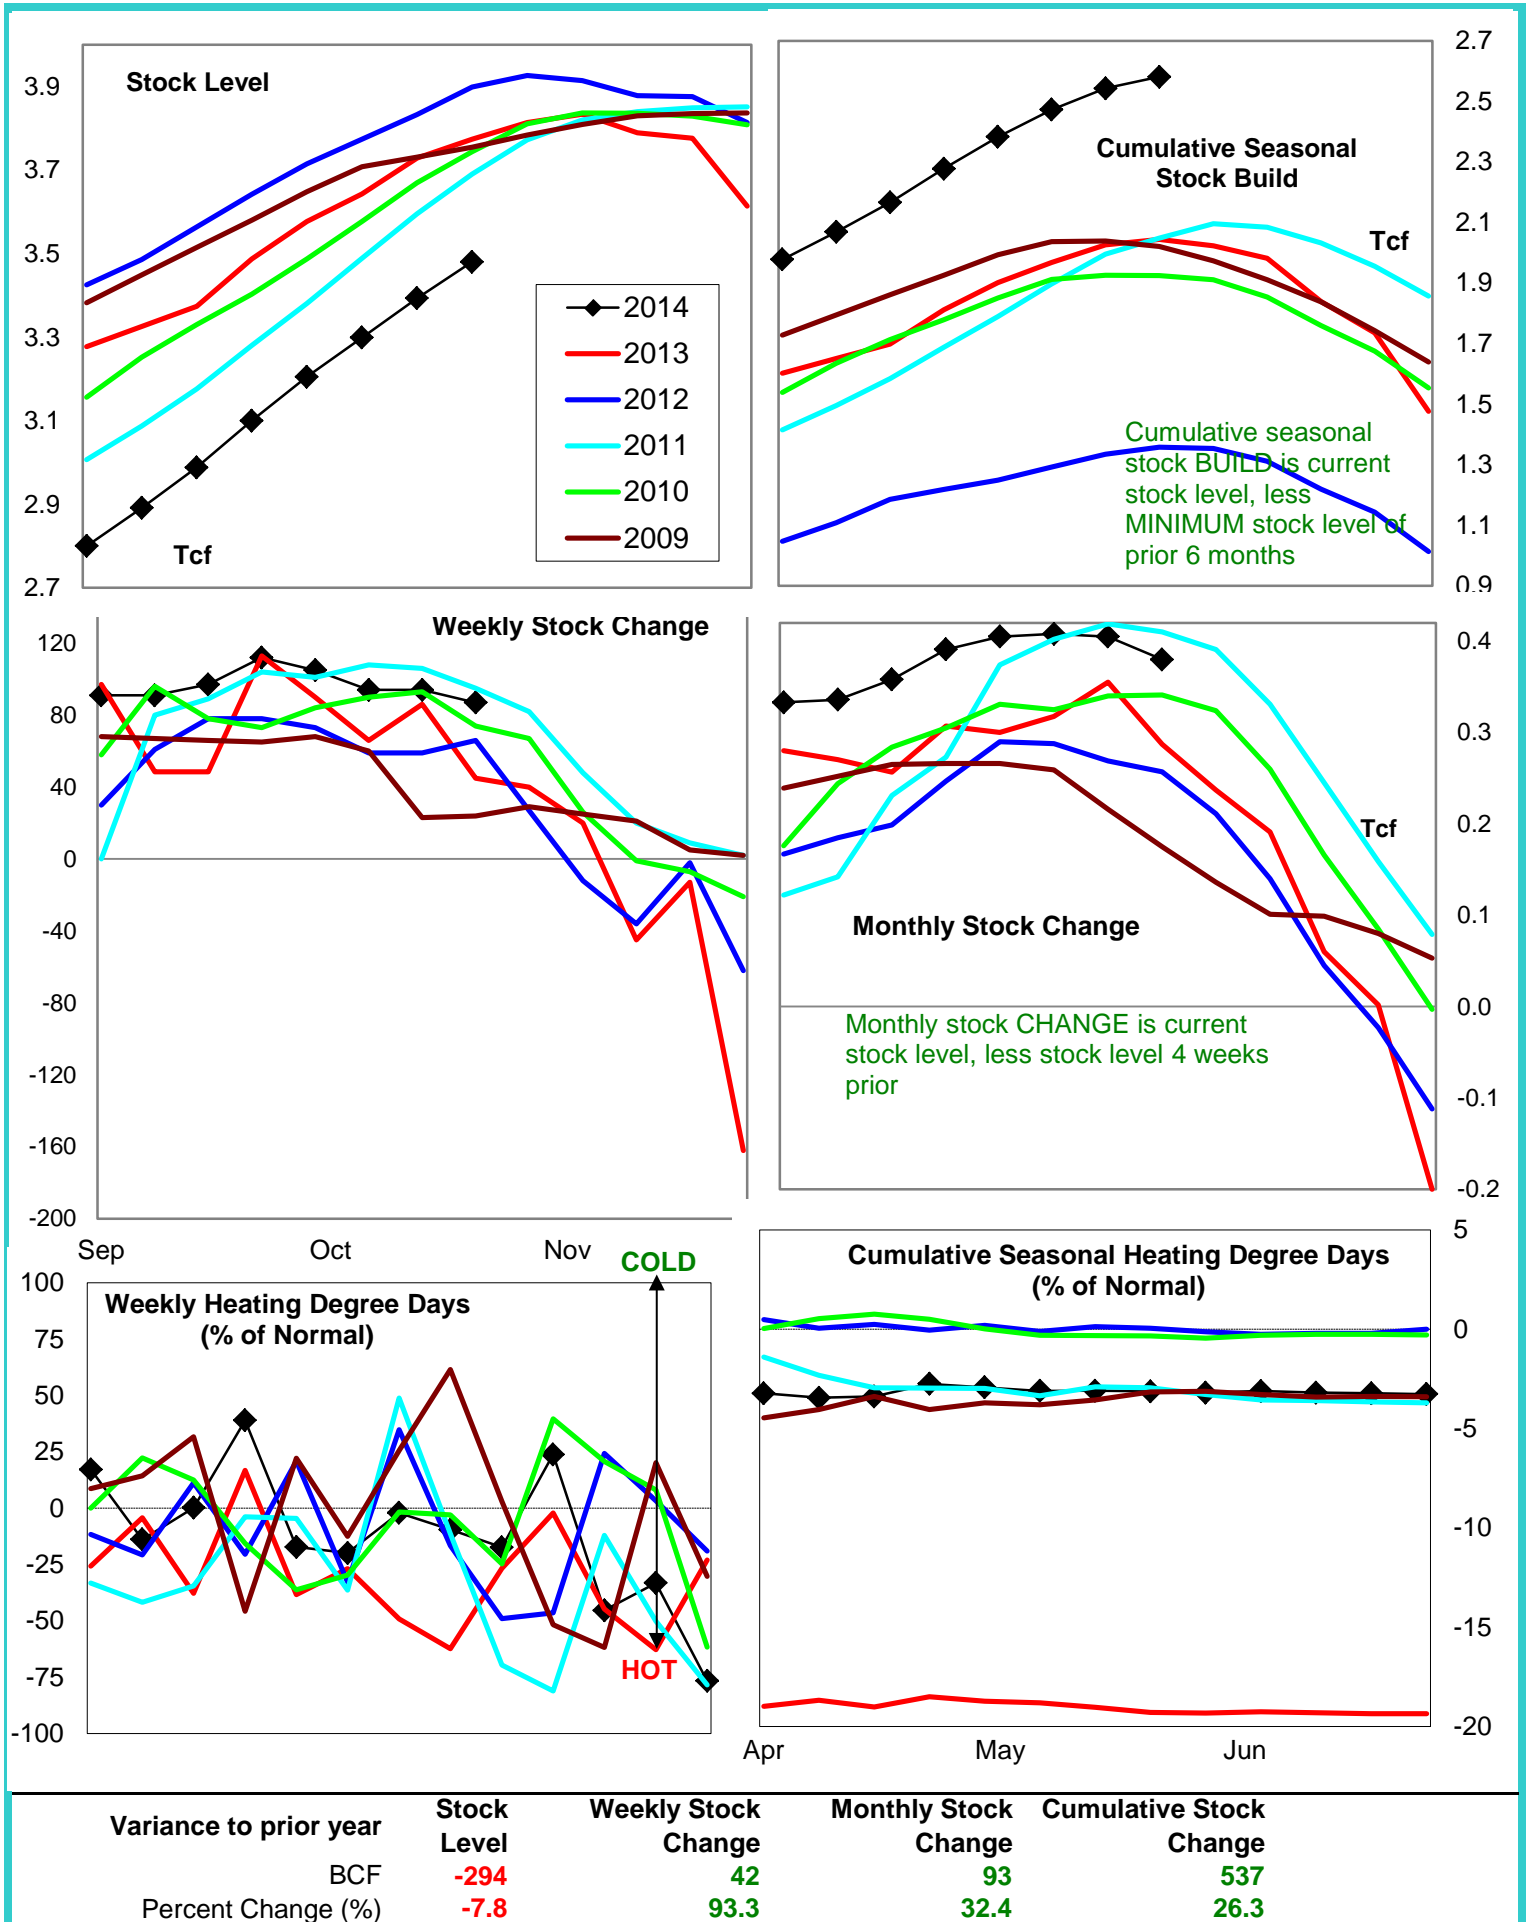 Stock Level
3.9
3.7
3.5
3.3
3.1
2.9
2.7
Tcf
2014
2013
2012
2011
2010
2009
2.7
2.5
2.3
2.1
1.9
1.7
1.5
1.3
1.1
0.9
Cumulative Seasonal
Stock Build
Tcf
Cumulative seasonal
stock BUILD is current
stock level, less
MINIMUM stock level of
prior 6 months
Weekly Stock Change
120
80
40
0
-40
-80
-120
-160
-200
Sep Oct Nov
0.4
0.3
0.2
0.1
0.0
-0.1
-0.2
Tcf
Monthly Stock Change
Monthly stock CHANGE is current
stock level, less stock level 4 weeks
prior
COLD
100
75
50
25
0
-25
-50
-75
-100
Weekly Heating Degree Days
(% of Normal)
HOT
Cumulative Seasonal Heating Degree Days
(% of Normal)
5
0
-5
-10
-15
-20
Apr May Jun
Variance to prior year Stock Level Weekly Stock Change Monthly Stock Change Cumulative Stock Change
BCF -294 42 93 537
Percent Change (%) -7.8 93.3 32.4 26.3